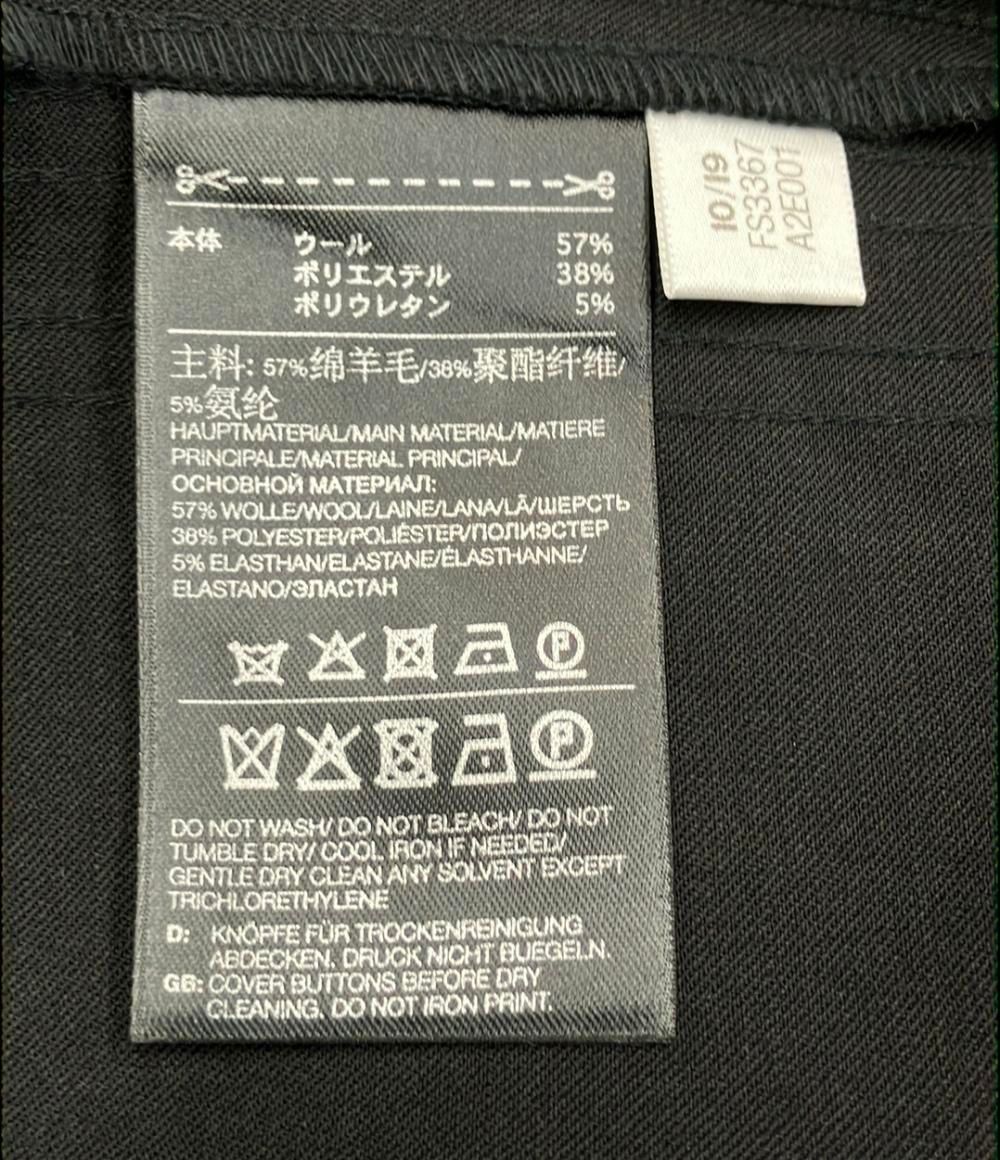 本体 ウール 57%
ポリエステル 38%
ポリウレタン 5%
主料: 57%绵羊毛/38%聚酯纤维/
5%氨纶
HAUPTMATERIAL/MAIN MATERIAL/MATIERE
PRINCIPALE/MATERIAL PRINCIPAL/
ОСНОВНОЙ МАТЕРИАЛ:
57% WOLLE/WOOL/LAINE/LANA/LÃ/ШЕРСТЬ
38% POLYESTER/POLIÉSTER/ПОЛИЭСТЕР
5% ELASTHAN/ELASTANE/ÉLASTHANNE/
ELASTANO/ЭЛАСТАН
DO NOT WASH/ DO NOT BLEACH/ DO NOT
TUMBLE DRY/ COOL IRON IF NEEDED/
GENTLE DRY CLEAN ANY SOLVENT EXCEPT
TRICHLORETHYLENE
D: KNÖPFE FÜR TROCKENREINIGUNG
ABDECKEN. DRUCK NICHT BUEGELN.
GB: COVER BUTTONS BEFORE DRY
CLEANING. DO NOT IRON PRINT.
10/19
FS3367
A2E001
P
P